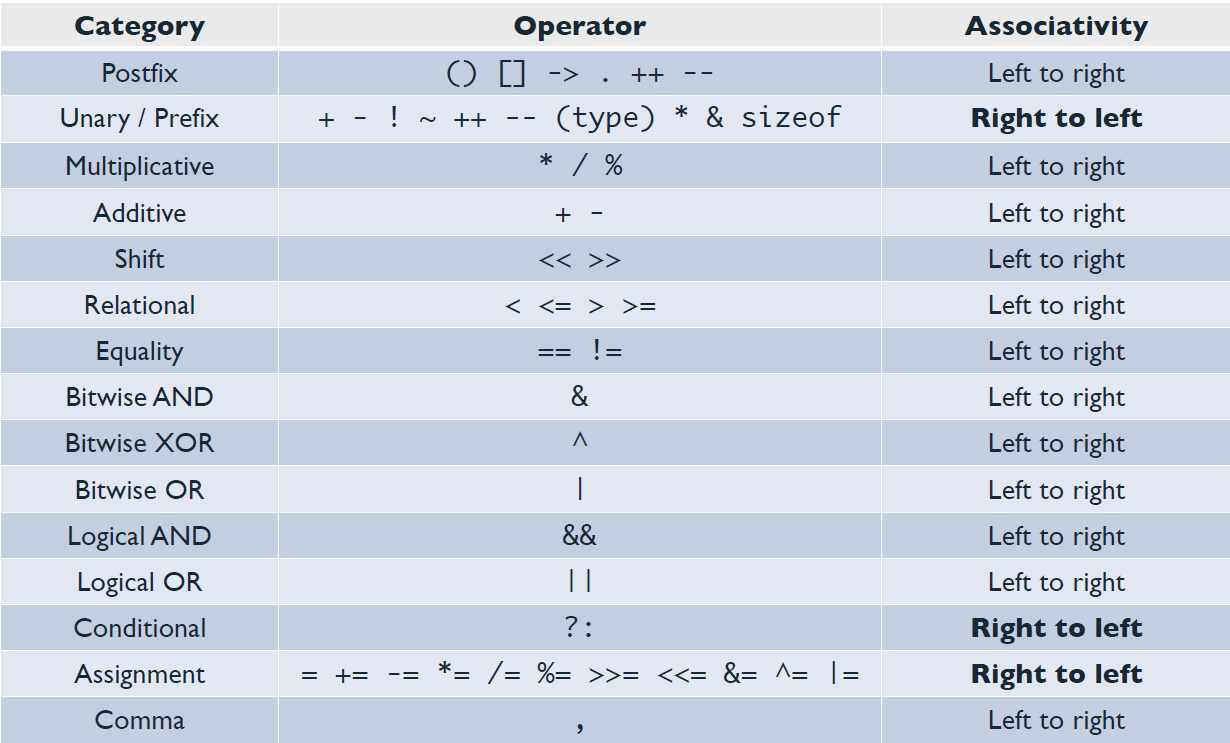 Category Operator Associativity
Postfix () [] -> . ++ -- Left to right
Unary / Prefix + - ! ~ ++ -- (type) * & sizeof Right to left
Multiplicative * / % Left to right
Additive + - Left to right
Shift << >> Left to right
Relational < <= > >= Left to right
Equality == != Left to right
Bitwise AND & Left to right
Bitwise XOR ^ Left to right
Bitwise OR | Left to right
Logical AND && Left to right
Logical OR || Left to right
Conditional ?: Right to left
Assignment = += -= *= /= %= >>= <<= &= ^= |= Right to left
Comma , Left to right